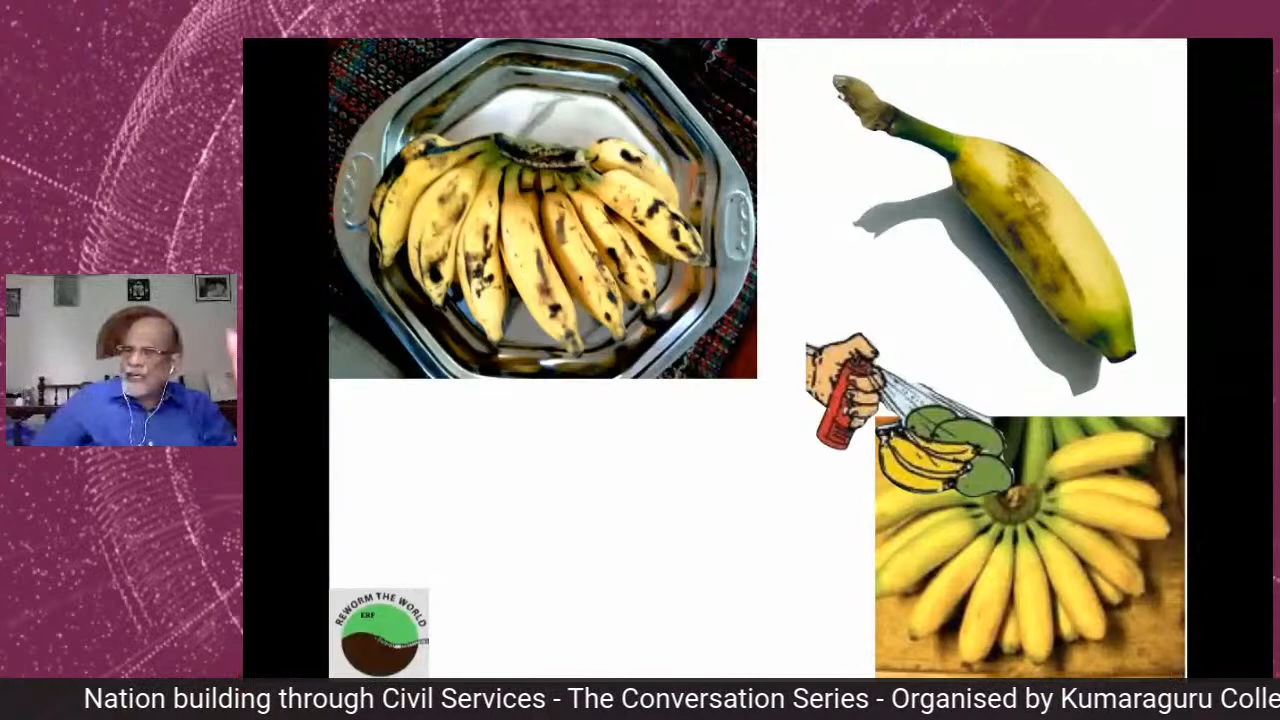 REWORM THE WORLD
ERF
Nation building through Civil Services - The Conversation Series - Organised by Kumaraguru Colle